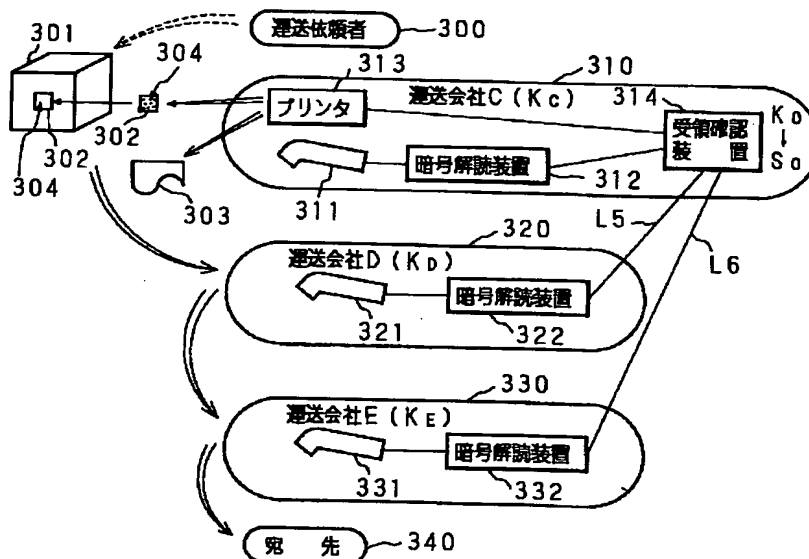 301
運送依頼者
300
304
313
310
302
プリンタ
運送会社C(KC)
314
KD
↓
SD
受領確認
装　置
302
304
303
311
暗号解読装置
312
320
L5
L6
運送会社D(KD)
321
暗号解読装置
322
330
運送会社E(KE)
331
暗号解読装置
332
宛　先
340